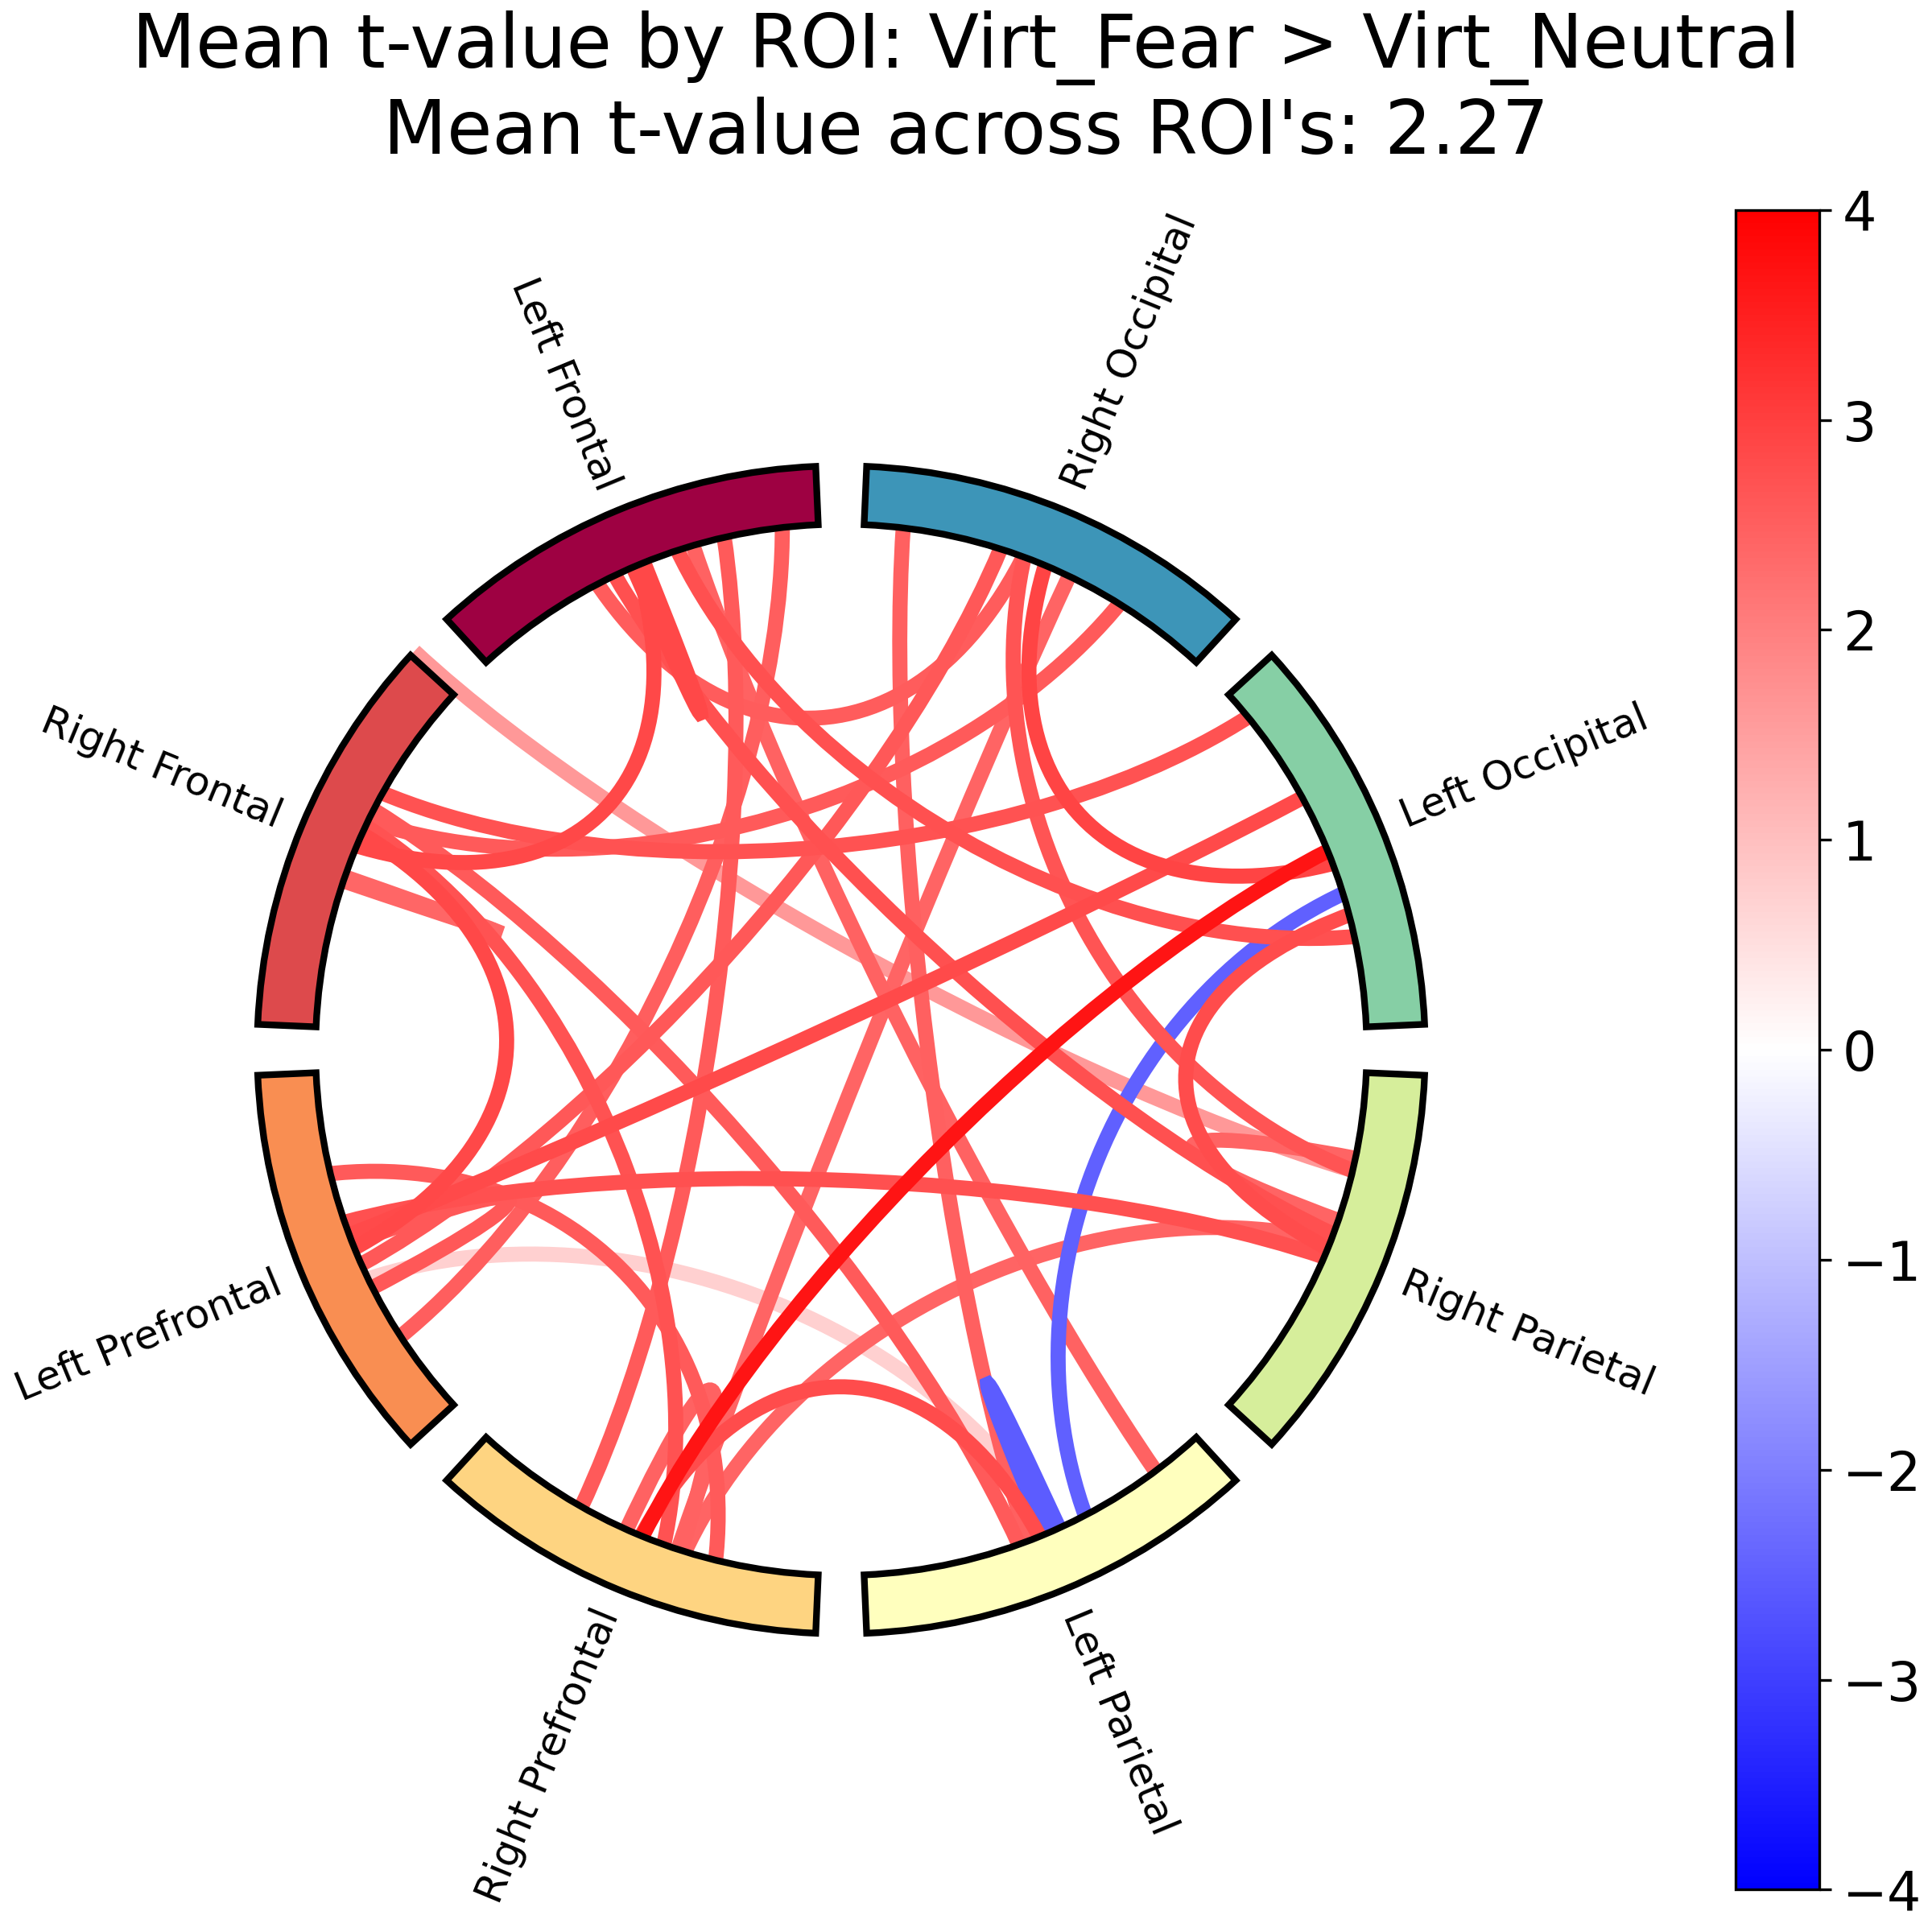 Mean t-value by ROI: Virt_Fear > Virt_Neutral
Mean t-value across ROI's: 2.27
Left Frontal
Right Occipital
Right Frontal
Left Occipital
Left Prefrontal
Right Parietal
Right Prefrontal
Left Parietal
4
3
2
1
0
−1
−2
−3
−4